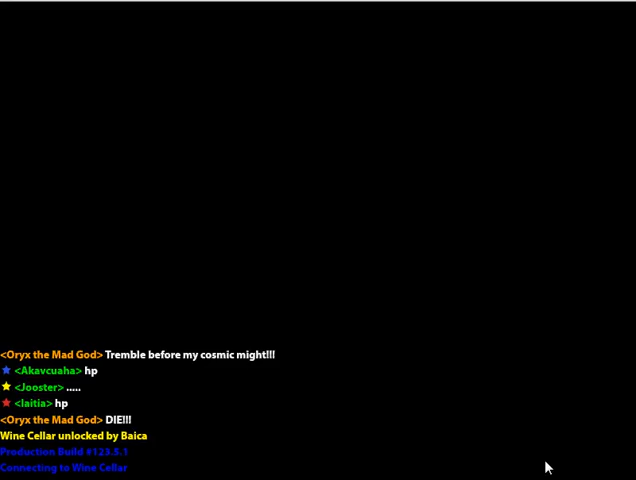 <Oryx the Mad God> Tremble before my cosmic might!!!
<Akavcuaha> hp
<Jooster> .....
<laitia> hp
<Oryx the Mad God> DIE!!!
Wine Cellar unlocked by Baica
Production Build #123.5.1
Connecting to Wine Cellar